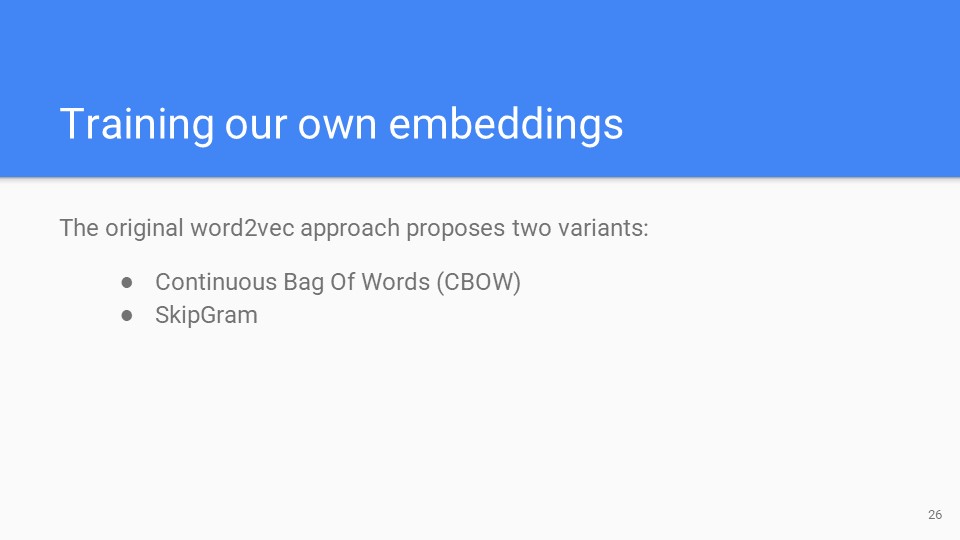 Training our own embeddings
The original word2vec approach proposes two variants:
● Continuous Bag Of Words (CBOW)
● SkipGram
26